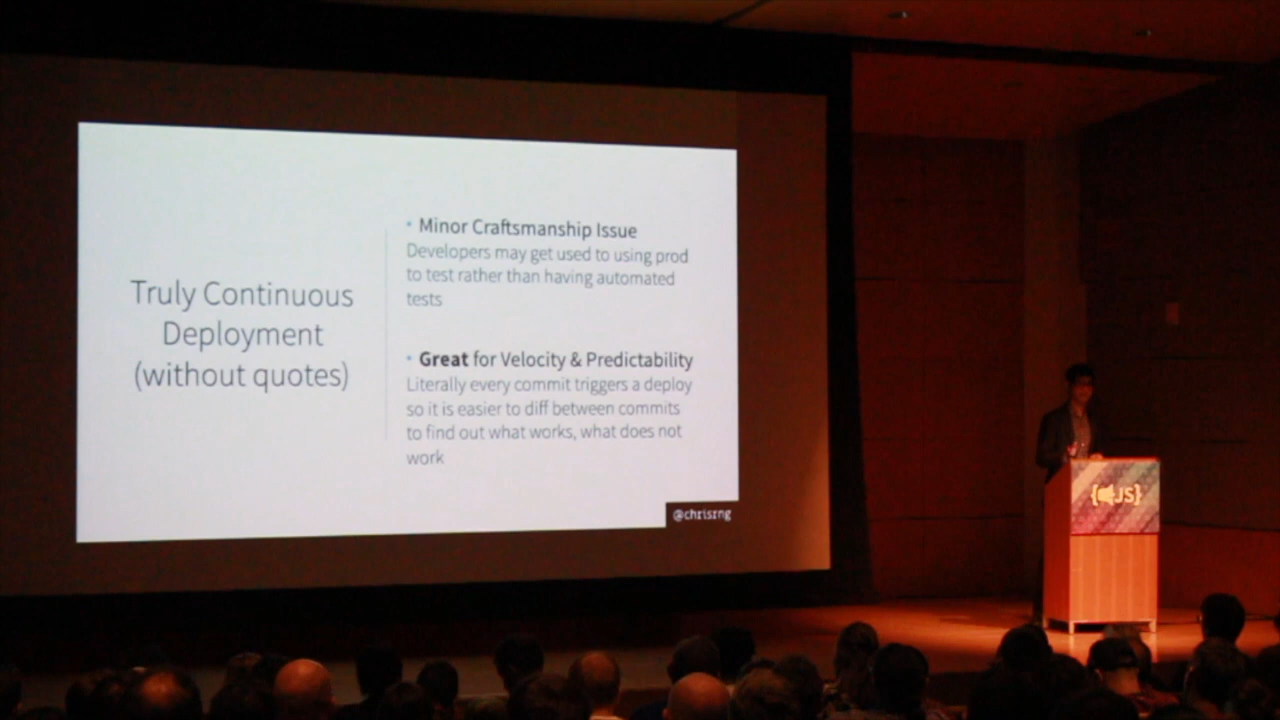 Truly Continuous
Deployment
(without quotes)
• Minor Craftsmanship Issue
Developers may get used to using prod
to test rather than having automated
tests
• Great for Velocity & Predictability
Literally every commit triggers a deploy
so it is easier to diff between commits
to find out what works, what does not
work
@chrisrng
{JS}